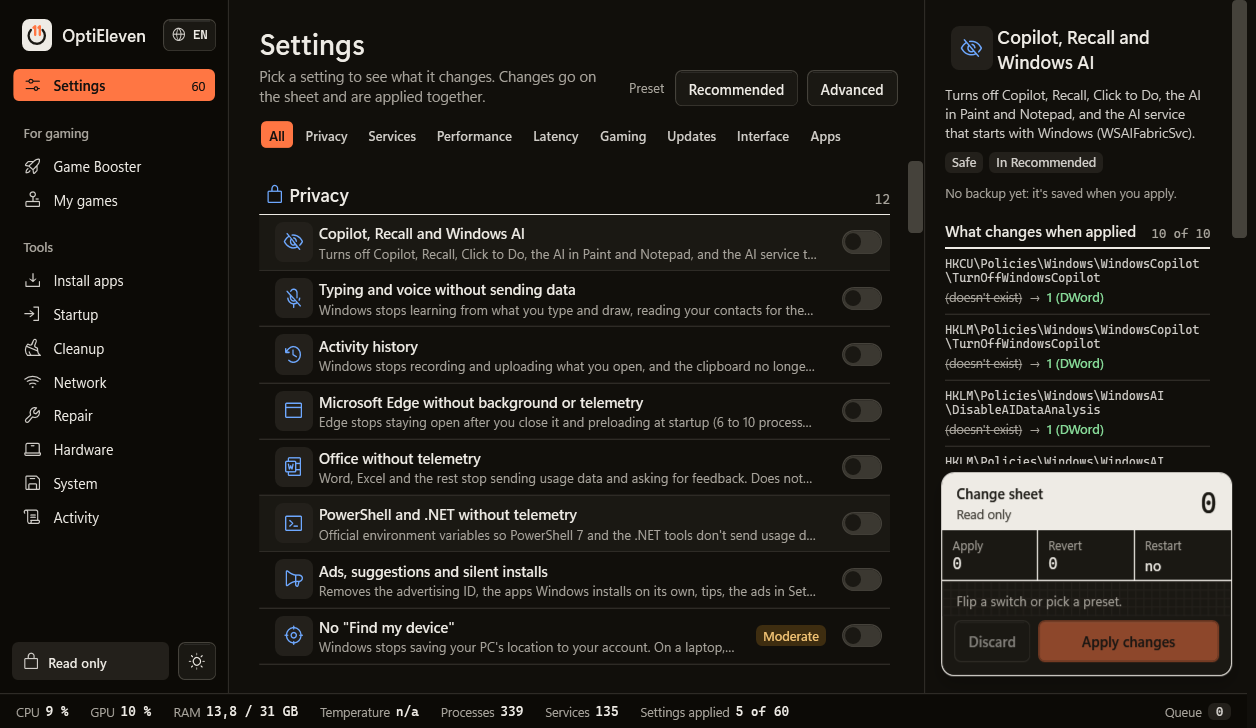 OptiEleven
EN
Settings 60
For gaming
Game Booster
My games
Tools
Install apps
Startup
Cleanup
Network
Repair
Hardware
System
Activity
Read only
Settings
Pick a setting to see what it changes. Changes go on
the sheet and are applied together.
Preset
Recommended
Advanced
All Privacy Services Performance Latency Gaming Updates Interface Apps
Privacy 12
Copilot, Recall and Windows AI
Turns off Copilot, Recall, Click to Do, the AI in Paint and Notepad, and the AI service t...
Typing and voice without sending data
Windows stops learning from what you type and draw, reading your contacts for the...
Activity history
Windows stops recording and uploading what you open, and the clipboard no longe...
Microsoft Edge without background or telemetry
Edge stops staying open after you close it and preloading at startup (6 to 10 process...
Office without telemetry
Word, Excel and the rest stop sending usage data and asking for feedback. Does not...
PowerShell and .NET without telemetry
Official environment variables so PowerShell 7 and the .NET tools don't send usage d...
Ads, suggestions and silent installs
Removes the advertising ID, the apps Windows installs on its own, tips, the ads in Set...
No "Find my device"
Windows stops saving your PC's location to your account. On a laptop,...
Moderate
Copilot, Recall and
Windows AI
Turns off Copilot, Recall, Click to Do, the AI
in Paint and Notepad, and the AI service
that starts with Windows (WSAIFabricSvc).
Safe In Recommended
No backup yet: it's saved when you apply.
What changes when applied 10 of 10
HKCU\Policies\Windows\WindowsCopilot
\TurnOffWindowsCopilot
(doesn't exist) → 1 (DWord)
HKLM\Policies\Windows\WindowsCopilot
\TurnOffWindowsCopilot
(doesn't exist) → 1 (DWord)
HKLM\Policies\Windows\WindowsAI
\DisableAIDataAnalysis
(doesn't exist) → 1 (DWord)
HKLM\Policies\Windows\WindowsAI
Change sheet 0
Read only
Apply Revert Restart
0 0 no
Flip a switch or pick a preset.
Discard Apply changes
CPU 9 % GPU 10 % RAM 13,8 / 31 GB Temperature n/a Processes 339 Services 135 Settings applied 5 of 60 Queue 0